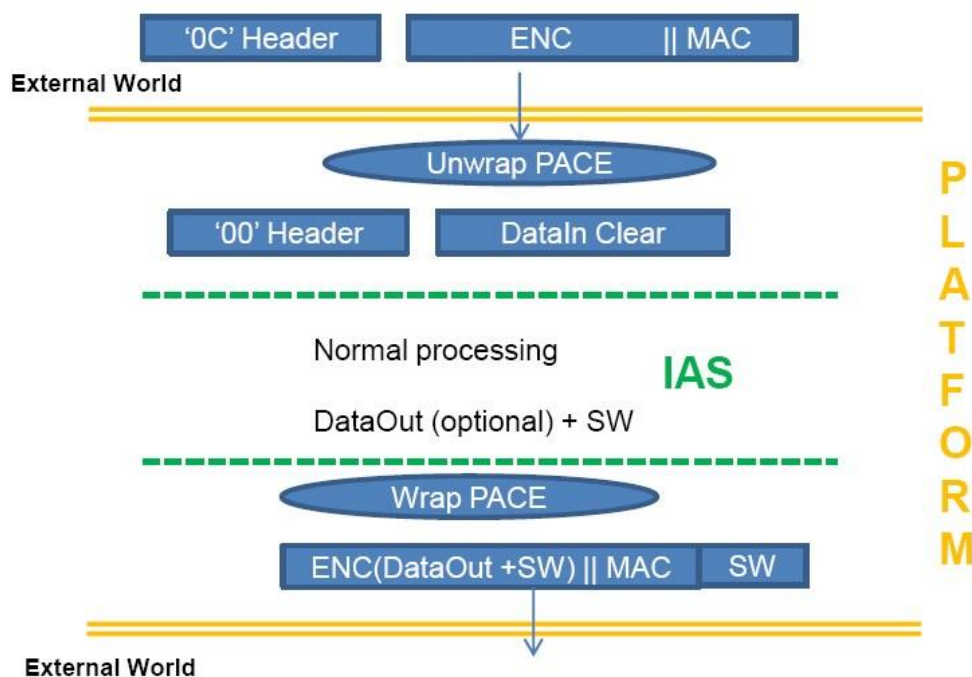 ‘0C’ Header ENC || MAC
External World
Unwrap PACE
‘00’ Header DataIn Clear
Normal processing
IAS
DataOut (optional) + SW
Wrap PACE
ENC(DataOut +SW) || MAC SW
External World
PLATFORM